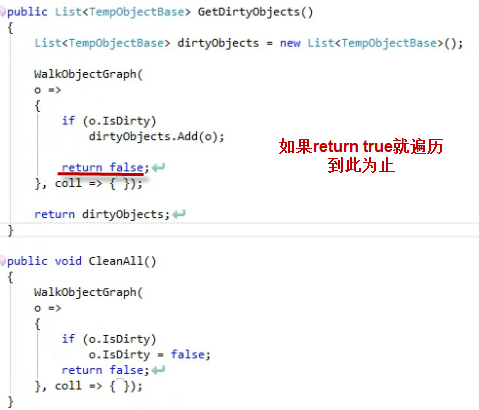 public List<TempObjectBase> GetDirtyObjects()
{
List<TempObjectBase> dirtyObjects = new List<TempObjectBase>();
WalkObjectGraph(
o =>
{
if (o.IsDirty)
dirtyObjects.Add(o);
return false;
}, coll => { });
return dirtyObjects;
}
如果return true就遍历
到此为止
public void CleanAll()
{
WalkObjectGraph(
o =>
{
if (o.IsDirty)
o.IsDirty = false;
return false;
}, coll => { });
}